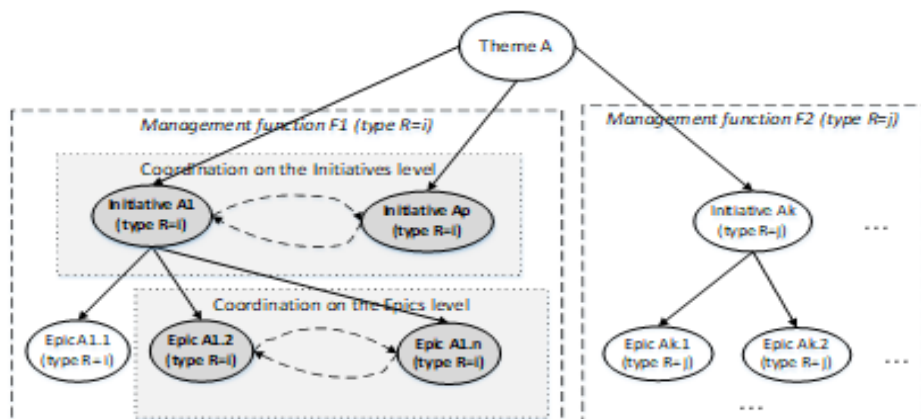 Theme A
Management function F1 (type R=i)
Management function F2 (type R=j)
Coordination on the Initiatives level
Initiative A1
(type R=i)
Initiative Ap
(type R=i)
Initiative Ak
(type R=j)
...
Coordination on the Epics level
Epic A1.1
(type R=i)
Epic A1.2
(type R=i)
Epic A1.n
(type R=i)
Epic Ak.1
(type R=j)
Epic Ak.2
(type R=j)
...
...
...